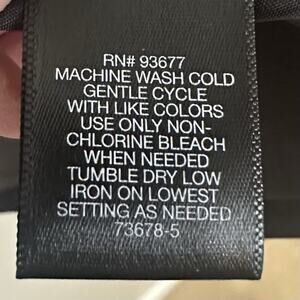 RN# 93677
MACHINE WASH COLD
GENTLE CYCLE
WITH LIKE COLORS
USE ONLY NON-
CHLORINE BLEACH
WHEN NEEDED
TUMBLE DRY LOW
IRON ON LOWEST
SETTING AS NEEDED
73678-5